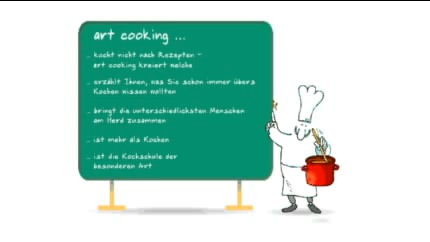 art cooking ...
... kocht nicht nach Rezepten -
art cooking kreiert welche
... erzählt Ihnen, was Sie schon immer übers
Kochen wissen wollten
... bringt die unterschiedlichsten Menschen
am Herd zusammen
... ist mehr als Kochen
... ist die Kochschule der
besonderen Art